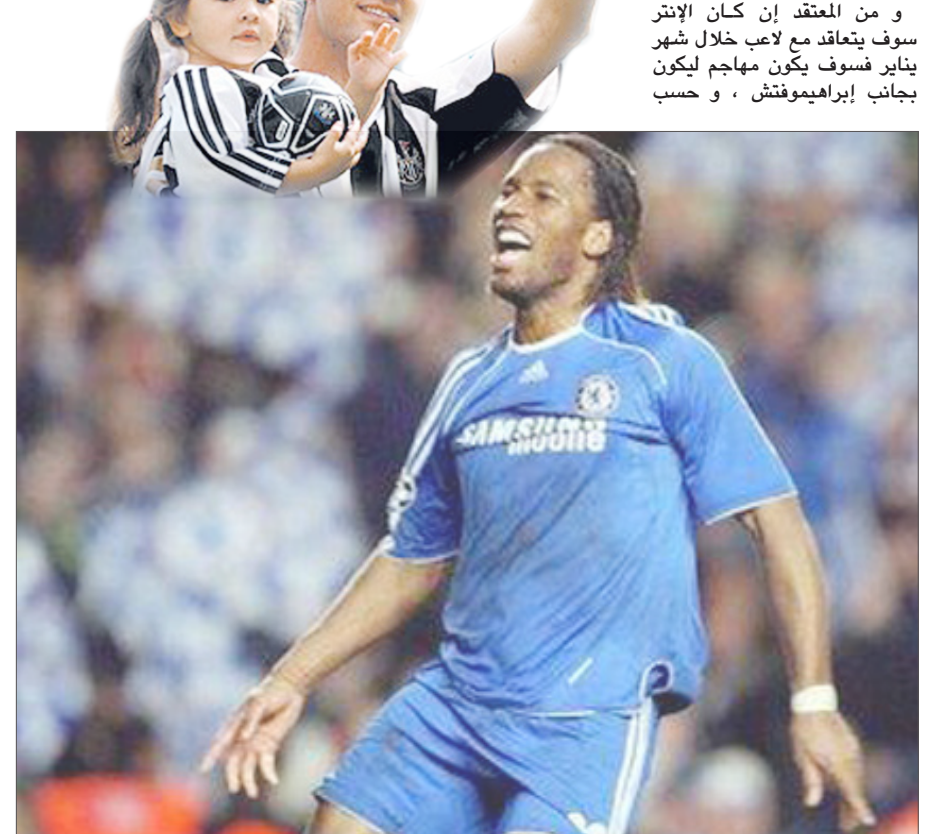 و من المعتقد إن كـان الإنتر
سوف يتعاقد مع لاعب خلال شهر
يناير فسوف يكون مهاجم ليكون
بجانب إبراهيموفتش ، و حسب
SAMSUNG
mobile